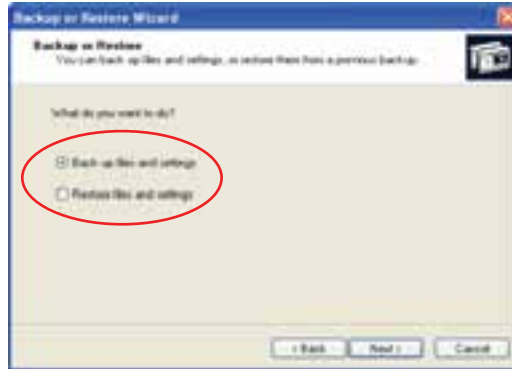 Backup or Restore Wizard
Backup or Restore
You can back up files and settings, or restore them from a previous backup.
What do you want to do?
Back up files and settings
Restore files and settings
< Back
Next >
Cancel